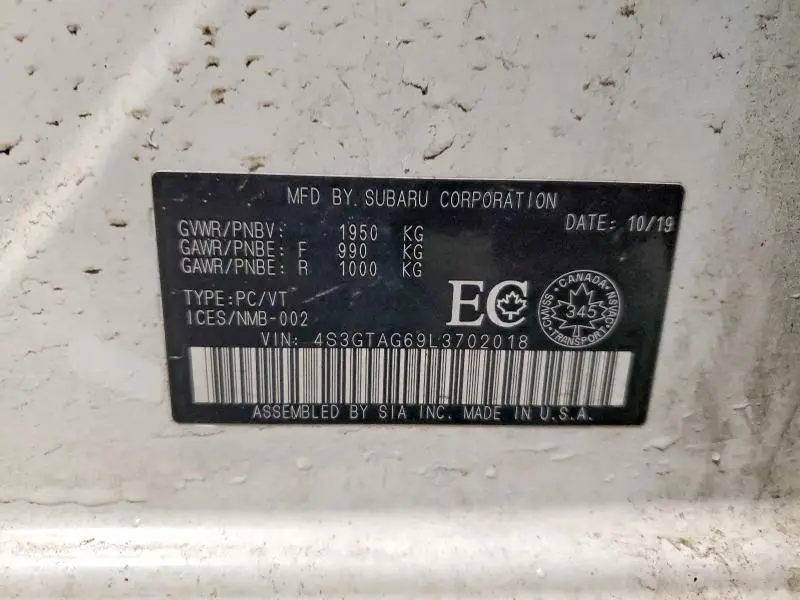 MFD BY. SUBARU CORPORATION
DATE: 10/19
GVWR/PNBV: 1950 KG
GAWR/PNBE: F 990 KG
GAWR/PNBE: R 1000 KG
TYPE:PC/VT
ICES/NMB-002
EC
CANADA
CMVSS 345 NSVAC
TRANSPORT
VIN: 4S3GTAG69L3702018
ASSEMBLED BY SIA INC. MADE IN U.S.A.